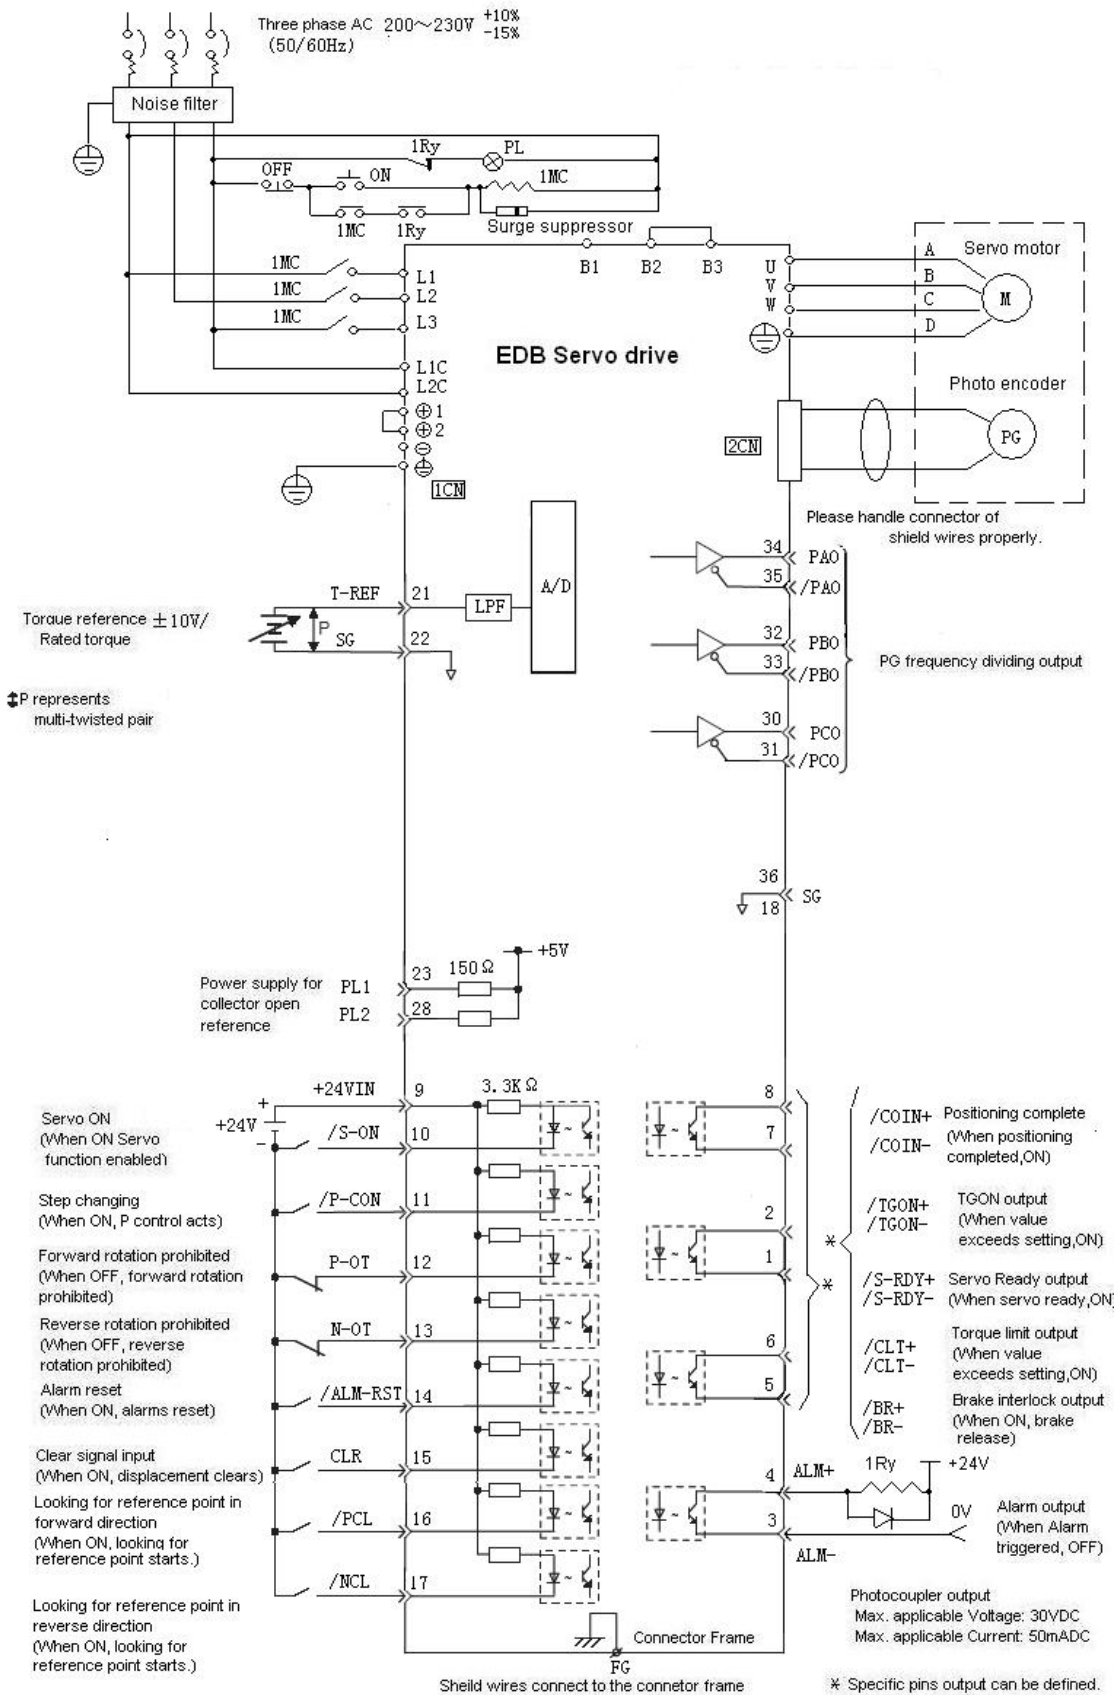 Three phase AC 200～230V +10% -15%
(50/60Hz)
Noise filter
1Ry
PL
OFF
ON
1MC
1MC
1Ry
Surge suppressor
B1
B2
B3
1MC
L1
1MC
L2
1MC
L3
L1C
L2C
⊕1
⊕2
⊖
1CN
EDB Servo drive
U
V
W
A
B
C
D
Servo motor
M
Photo encoder
PG
2CN
Please handle connector of
shield wires properly.
Torque reference ±10V/
Rated torque
P
T-REF
21
SG
22
LPF
A/D
P represents
multi-twisted pair
34
PAO
35
/PAO
32
PBO
33
/PBO
30
PCO
31
/PCO
PG frequency dividing output
36
18
SG
Power supply for
collector open
reference
PL1
23
150Ω
+5V
PL2
28
+24VIN
9
3.3KΩ
+
+24V
−
Servo ON
(When ON Servo
function enabled)
/S-ON
10
Step changing
(When ON, P control acts)
/P-CON
11
Forward rotation prohibited
(When OFF, forward rotation
prohibited)
P-OT
12
Reverse rotation prohibited
(When OFF, reverse
rotation prohibited)
N-OT
13
Alarm reset
(When ON, alarms reset)
/ALM-RST
14
Clear signal input
(When ON, displacement clears)
CLR
15
Looking for reference point in
forward direction
(When ON, looking for
reference point starts.)
/PCL
16
Looking for reference point in
reverse direction
(When ON, looking for
reference point starts.)
/NCL
17
8
7
2
1
6
5
4
3
*
*
/COIN+
/COIN-
Positioning complete
(When positioning
completed,ON)
/TGON+
/TGON-
TGON output
(When value
exceeds setting,ON)
/S-RDY+
/S-RDY-
Servo Ready output
(When servo ready,ON)
/CLT+
/CLT-
Torque limit output
(When value
exceeds setting,ON)
/BR+
/BR-
Brake interlock output
(When ON, brake
release)
ALM+
1Ry
+24V
0V
ALM-
Alarm output
(When Alarm
triggered, OFF)
Photocoupler output
Max. applicable Voltage: 30VDC
Max. applicable Current: 50mADC
Connector Frame
FG
Sheild wires connect to the connetor frame
* Specific pins output can be defined.